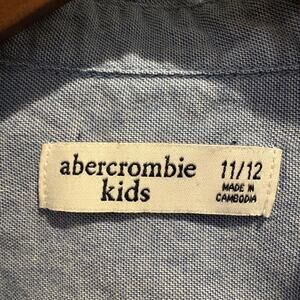 abercrombie
kids
11/12
MADE IN
CAMBODIA